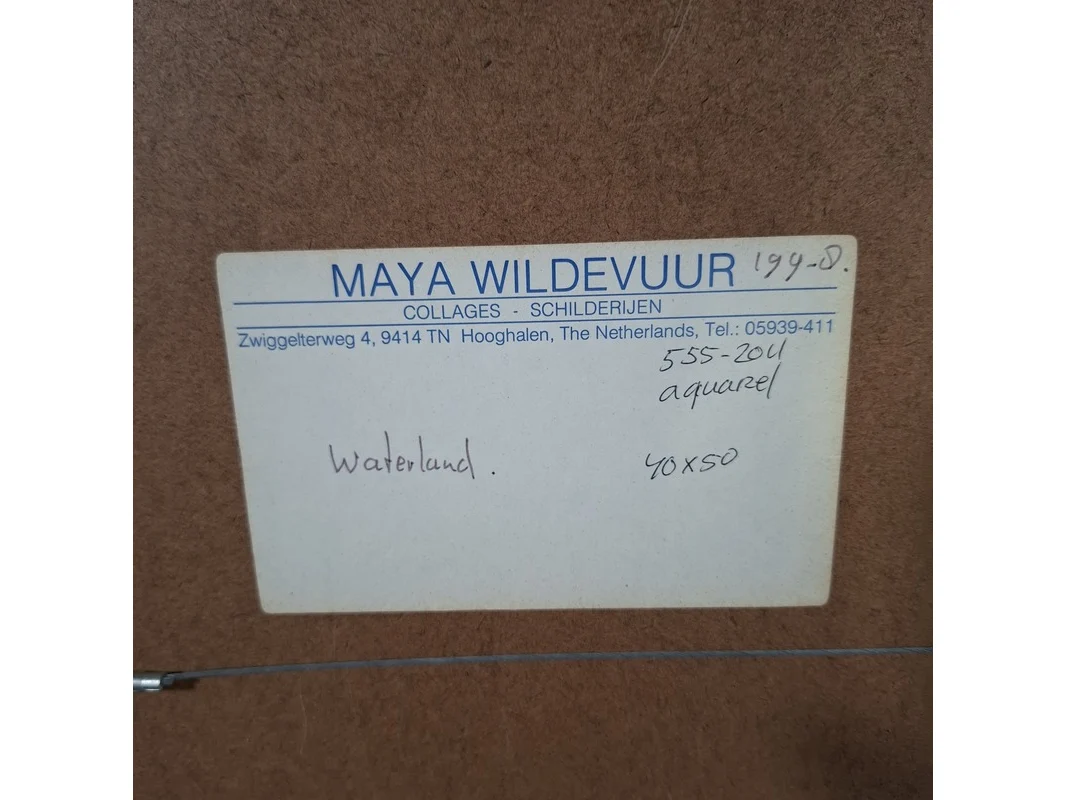 MAYA WILDEVUUR 199-8.
COLLAGES - SCHILDERIJEN
Zwiggelterweg 4, 9414 TN Hooghalen, The Netherlands, Tel.: 05939-411
555-204
aquarel
Waterland. 40x50